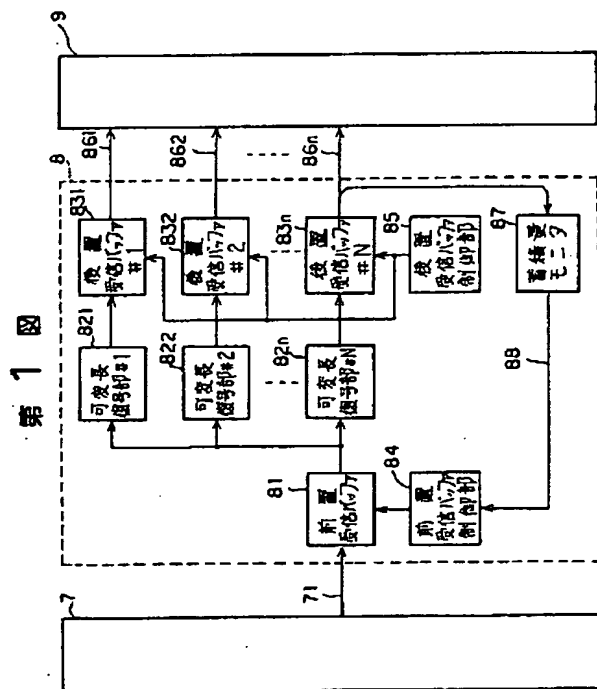 第 1 図
7
71
8
81
前置
受信バッファ
84
前置
受信バッファ
制御部
821
可変長
復号部#1
822
可変長
復号部#2
82n
可変長
復号部#N
831
後置
受信バッファ
#1
832
後置
受信バッファ
#2
83n
後置
受信バッファ
#N
85
後置
受信バッファ
制御部
87
蓄積量
モニタ
88
861
862
86n
9